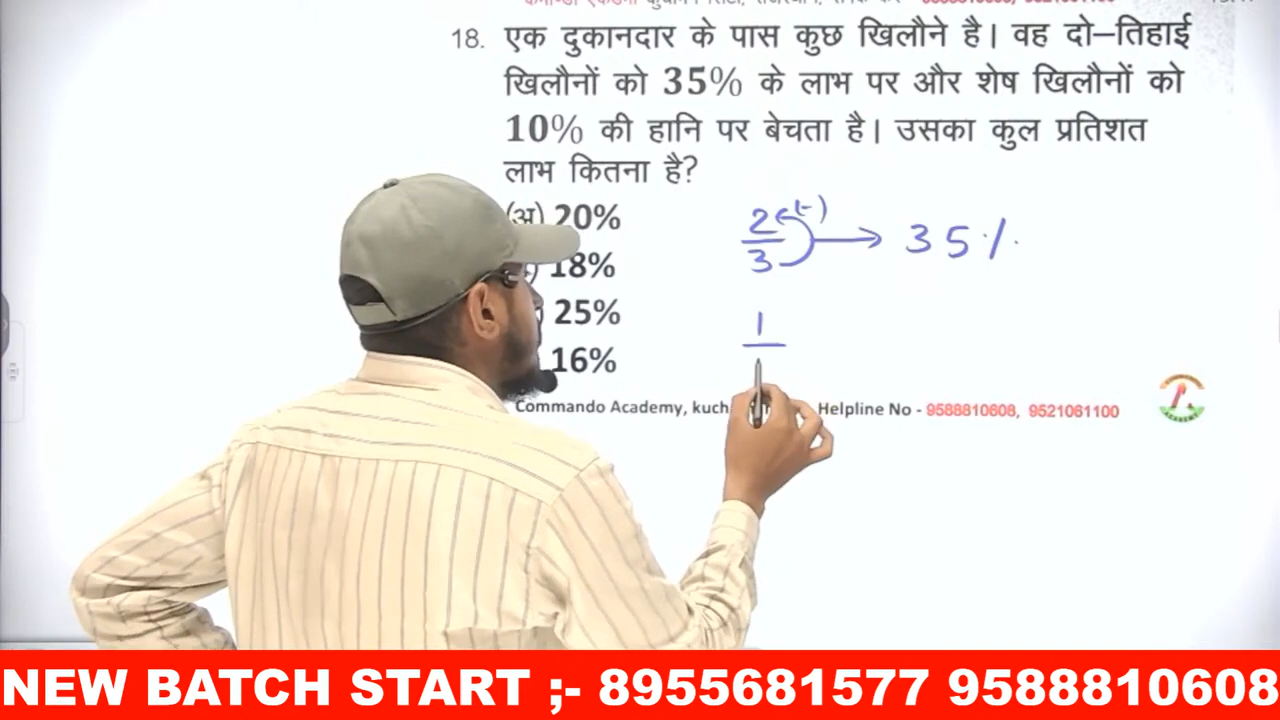 18. एक दुकानदार के पास कुछ खिलौने है। वह दो–तिहाई
खिलौनों को 35% के लाभ पर और शेष खिलौनों को
10% की हानि पर बेचता है। उसका कुल प्रतिशत
लाभ कितना है?
(अ) 20%
18%
25%
16%
2/3 (-) → 35%
1
Commando Academy, kuch Helpline No - 9588810608, 9521061100
ACADEMY
NEW BATCH START ;- 8955681577 9588810608